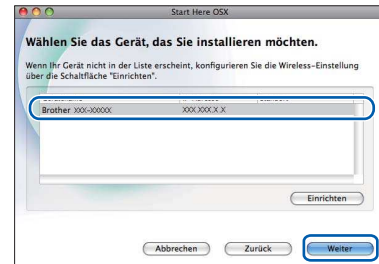 Start Here OSX
Wählen Sie das Gerät, das Sie installieren möchten.
Wenn Ihr Gerät nicht in der Liste erscheint, konfigurieren Sie die Wireless-Einstellung
über die Schaltfläche "Einrichten".
Brother XXX-XXXXX XXX.XXX.X.X
Einrichten
Abbrechen Zurück Weiter